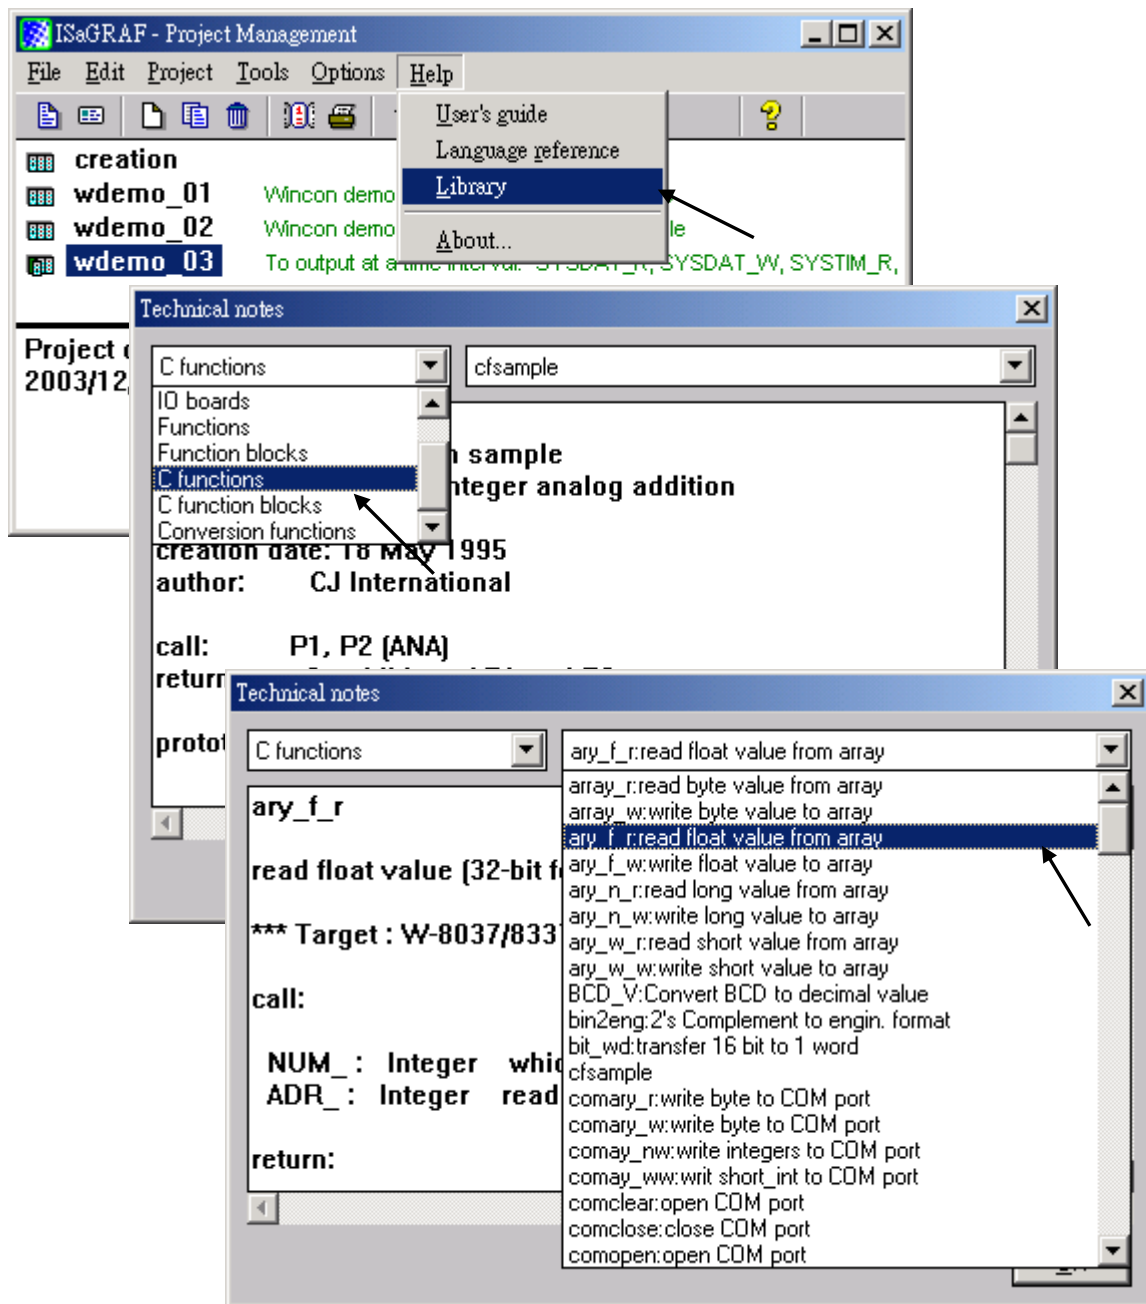 ISaGRAF - Project Management
File Edit Project Tools Options Help
User's guide
Language reference
Library
About...
creation
wdemo_01 Wincon demo
wdemo_02 Wincon demo
wdemo_03 To output at a time interval. SYSDAT_R, SYSDAT_W, SYSTIM_R,
Project
2003/12
Technical notes
C functions cfsample
IO boards
Functions
Function blocks
C functions
C function blocks
Conversion functions
sample
integer analog addition
creation date: 18 May 1995
author: CJ International
call: P1, P2 (ANA)
return
Technical notes
C functions ary_f_r:read float value from array
ary_f_r
read float value (32-bit
*** Target : W-8037/833
call:
NUM_ : Integer
ADR_ : Integer read
return:
array_r:read byte value from array
array_w:write byte value to array
ary_f_r:read float value from array
ary_f_w:write float value to array
ary_n_r:read long value from array
ary_n_w:write long value to array
ary_w_r:read short value from array
ary_w_w:write short value to array
BCD_V:Convert BCD to decimal value
bin2eng:2's Complement to engin. format
bit_wd:transfer 16 bit to 1 word
cfsample
comary_r:write byte to COM port
comary_w:write byte to COM port
comay_nw:write integers to COM port
comay_ww:writ short_int to COM port
comclear:open COM port
comclose:close COM port
comopen:open COM port